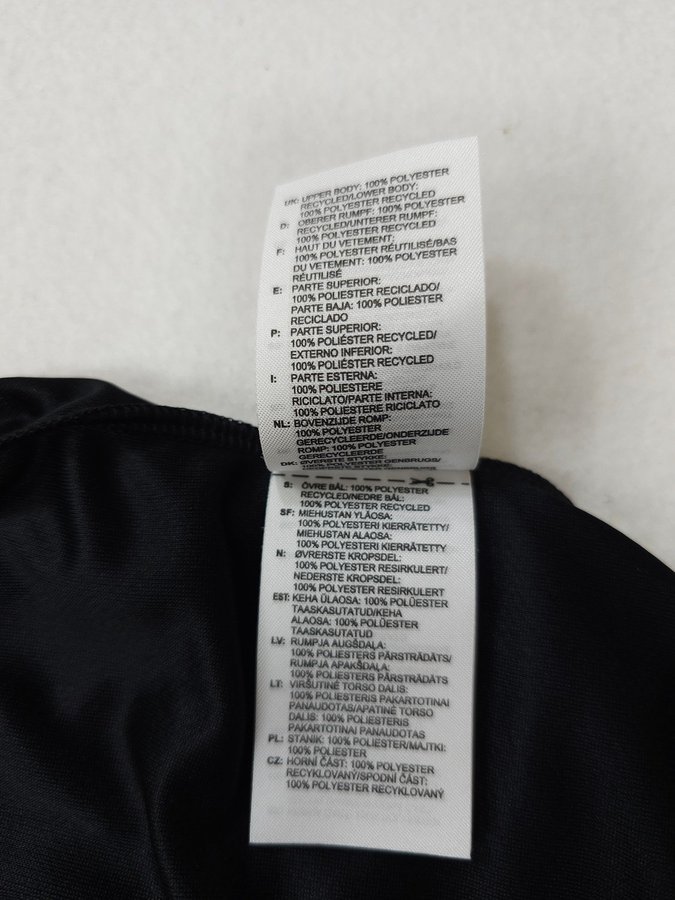 UK: UPPER BODY: 100% POLYESTER
RECYCLED/LOWER BODY:
100% POLYESTER RECYCLED
D: OBERER RUMPF: 100% POLYESTER
RECYCLED/UNTERER RUMPF:
100% POLYESTER RECYCLED
F: HAUT DU VETEMENT:
100% POLYESTER RÉUTILISÉ/BAS
DU VETEMENT: 100% POLYESTER
RÉUTILISÉ
E: PARTE SUPERIOR:
100% POLIESTER RECICLADO/
PARTE BAJA: 100% POLIESTER
RECICLADO
P: PARTE SUPERIOR:
100% POLIÉSTER RECYCLED/
EXTERNO INFERIOR:
100% POLIÉSTER RECYCLED
I: PARTE ESTERNA:
100% POLIESTERE
RICICLATO/PARTE INTERNA:
100% POLIESTERE RICICLATO
NL: BOVENZIJDE ROMP:
100% POLYESTER
GERECYCLEERDE/ONDERZIJDE
ROMP: 100% POLYESTER
GERECYCLEERDE
DK: ØVERSTE STYKKE:
100% POLYESTER GENBRUGS/
S: ÖVRE BÅL: 100% POLYESTER
RECYCLED/NEDRE BÅL:
100% POLYESTER RECYCLED
SF: MIEHUSTAN YLÄOSA:
100% POLYESTERI KIERRÄTETTY/
MIEHUSTAN ALAOSA:
100% POLYESTERI KIERRÄTETTY
N: ØVRERSTE KROPSDEL:
100% POLYESTER RESIRKULERT/
NEDERSTE KROPSDEL:
100% POLYESTER RESIRKULERT
EST: KEHA ÜLAOSA: 100% POLÜESTER
TAASKASUTATUD/KEHA
ALAOSA: 100% POLÜESTER
TAASKASUTATUD
LV: RUMPJA AUGŠDAĻA:
100% POLIESTERS PĀRSTRĀDĀTS/
RUMPJA APAKŠDAĻA:
100% POLIESTERS PĀRSTRĀDĀTS
LT: VIRŠUTINĖ TORSO DALIS:
100% POLIESTERIS PAKARTOTINAI
PANAUDOTAS/APATINĖ TORSO
DALIS: 100% POLIESTERIS
PAKARTOTINAI PANAUDOTAS
PL: STANIK: 100% POLIESTER/MAJTKI:
100% POLIESTER
CZ: HORNÍ ČÁST: 100% POLYESTER
RECYKLOVANÝ/SPODNÍ ČÁST:
100% POLYESTER RECYKLOVANÝ